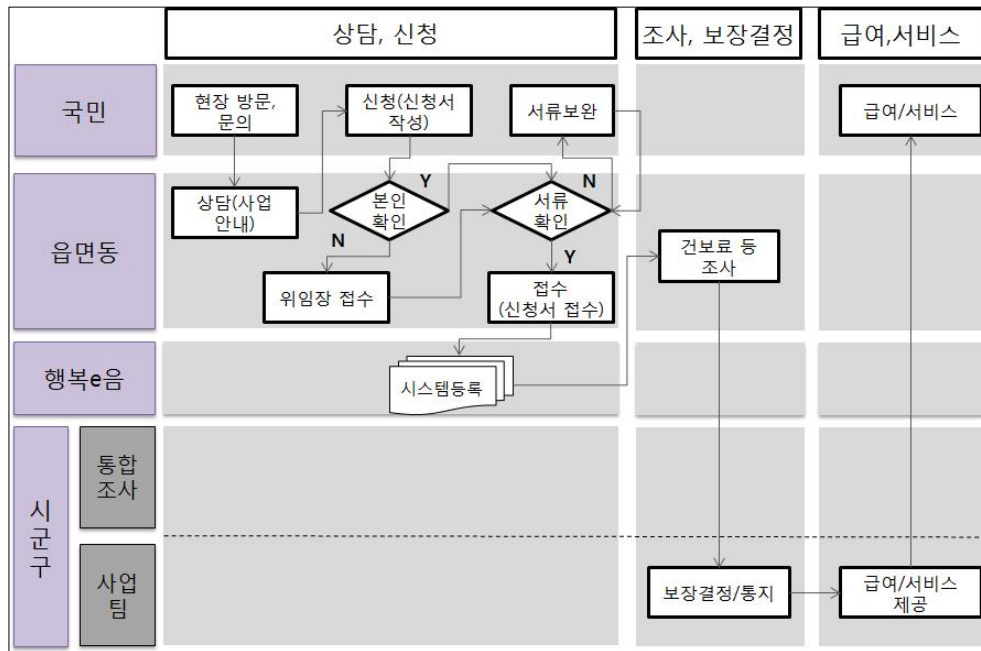 상담, 신청
조사, 보장결정
급여,서비스
국민
현장 방문,
문의
신청(신청서
작성)
서류보완
급여/서비스
읍면동
상담(사업
안내)
본인
확인
Y
N
서류
확인
N
Y
위임장 접수
접수
(신청서 접수)
건보료 등
조사
행복e음
시스템등록
시
군
구
통합
조사
사업
팀
보장결정/통지
급여/서비스
제공